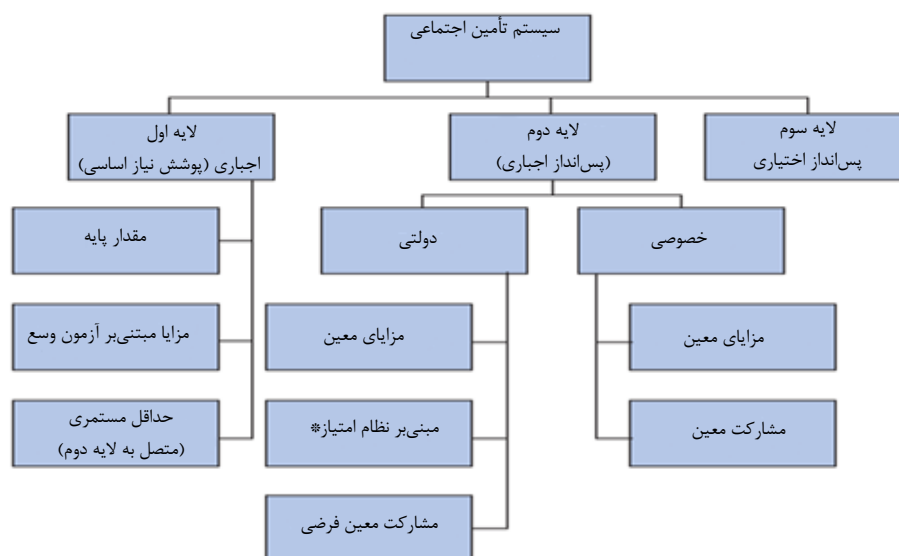 سیستم تأمین اجتماعی
لایه اول
اجباری (پوشش نیاز اساسی)
لایه دوم
(پس‌انداز اجباری)
لایه سوم
پس‌انداز اختیاری
مقدار پایه
دولتی
خصوصی
مزایا مبتنی‌بر آزمون وسع
مزایای معین
مزایای معین
حداقل مستمری
(متصل به لایه دوم)
مبنی‌بر نظام امتیاز*
مشارکت معین
مشارکت معین فرضی